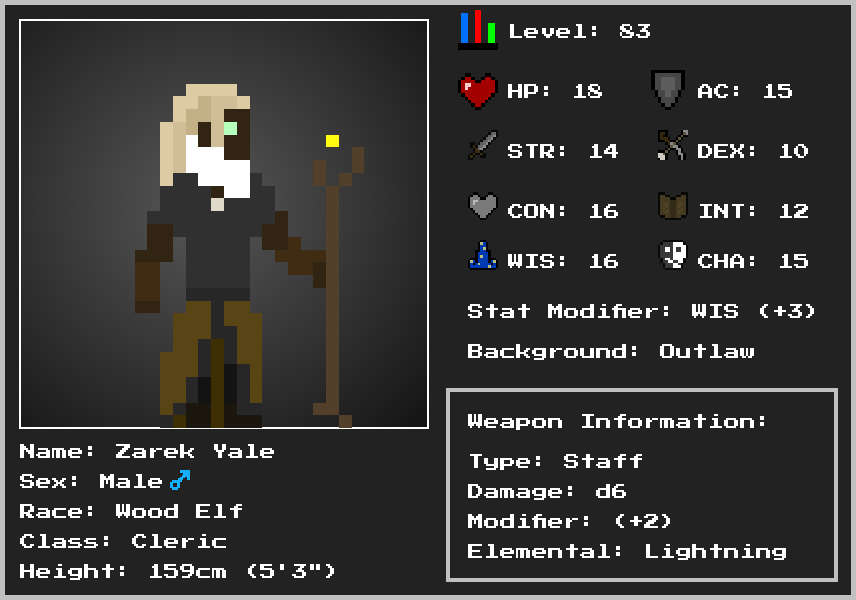 Level: 83
HP: 18
AC: 15
STR: 14
DEX: 10
CON: 16
INT: 12
WIS: 16
CHA: 15
Stat Modifier: WIS (+3)
Background: Outlaw
Name: Zarek Yale
Sex: Male ♂
Race: Wood Elf
Class: Cleric
Height: 159cm (5'3")
Weapon Information:
Type: Staff
Damage: d6
Modifier: (+2)
Elemental: Lightning